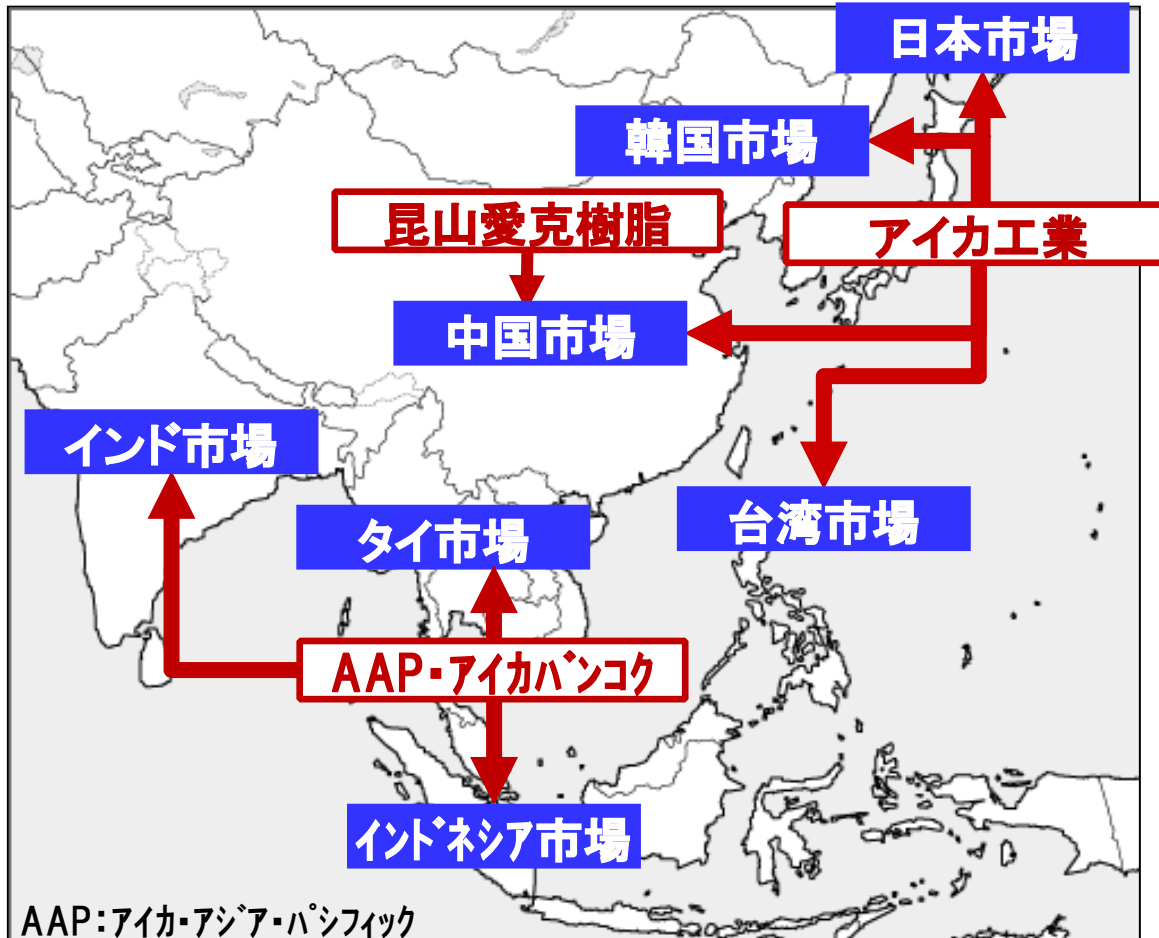 日本市場
韓国市場
昆山愛克樹脂
アイカ工業
中国市場
インド市場
タイ市場
台湾市場
AAP・アイカバンコク
インドネシア市場
AAP:アイカ・アジア・パシフィック